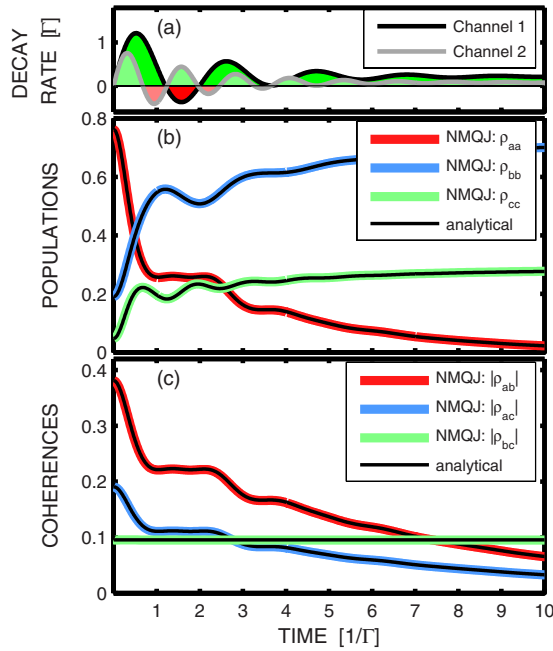 (a)
Channel 1
Channel 2
DECAY
RATE [Γ]
1
0
(b)
NMQJ: ρaa
NMQJ: ρbb
NMQJ: ρcc
analytical
POPULATIONS
0.8
0.6
0.4
0.2
0
(c)
NMQJ: |ρab|
NMQJ: |ρac|
NMQJ: |ρbc|
analytical
COHERENCES
0.4
0.3
0.2
0.1
0
1 2 3 4 5 6 7 8 9 10
TIME [1/Γ]